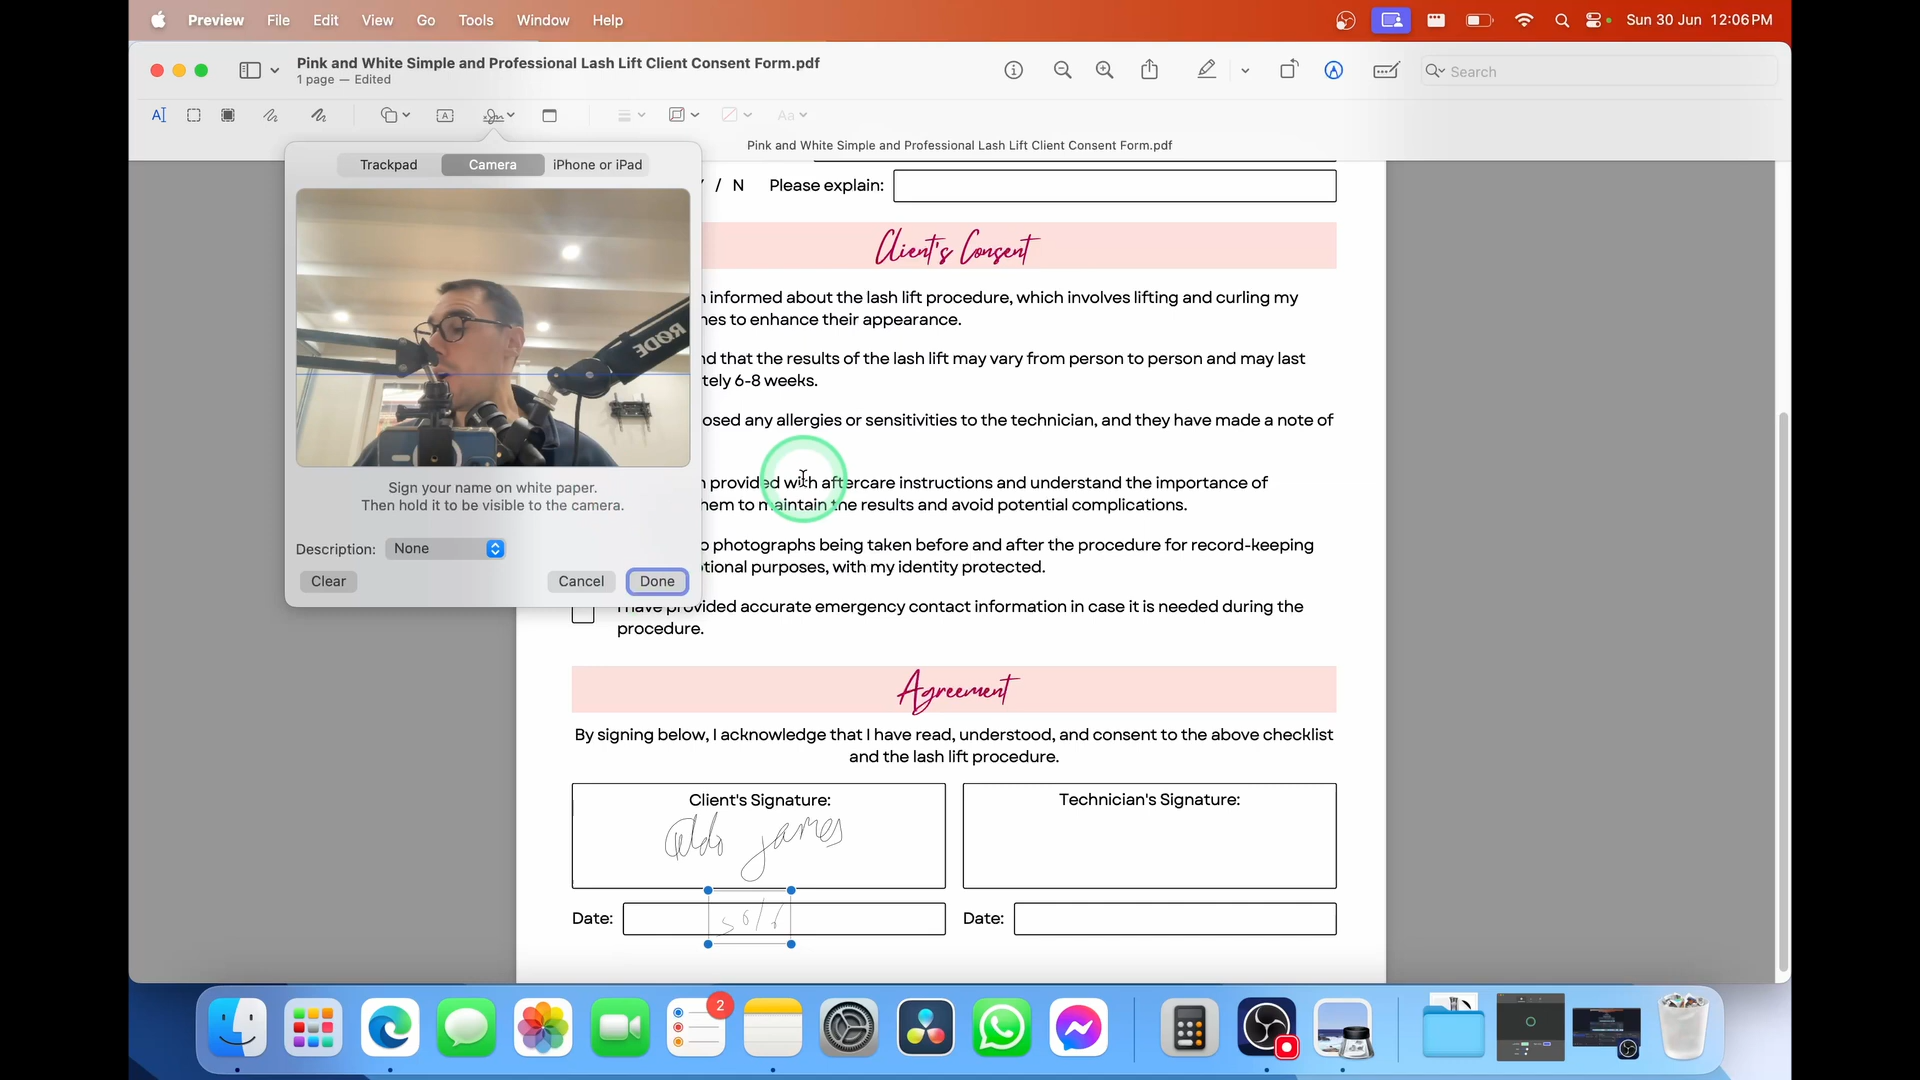 Preview File Edit View Go Tools Window Help
Sun 30 Jun 12:06 PM
Pink and White Simple and Professional Lash Lift Client Consent Form.pdf
1 page — Edited
Search
AI
A
Aa
Pink and White Simple and Professional Lash Lift Client Consent Form.pdf
Trackpad Camera iPhone or iPad
/ N Please explain:
Client's Consent
informed about the lash lift procedure, which involves lifting and curling my
es to enhance their appearance.
nd that the results of the lash lift may vary from person to person and may last
tely 6-8 weeks.
osed any allergies or sensitivities to the technician, and they have made a note of
provided with aftercare instructions and understand the importance of
hem to maintain the results and avoid potential complications.
o photographs being taken before and after the procedure for record-keeping
tional purposes, with my identity protected.
I have provided accurate emergency contact information in case it is needed during the
procedure.
RØDE
Sign your name on white paper.
Then hold it to be visible to the camera.
Description: None
Clear Cancel Done
Agreement
By signing below, I acknowledge that I have read, understood, and consent to the above checklist
and the lash lift procedure.
Client's Signature:
Aldo James
Technician's Signature:
Date: 30/6
Date:
2